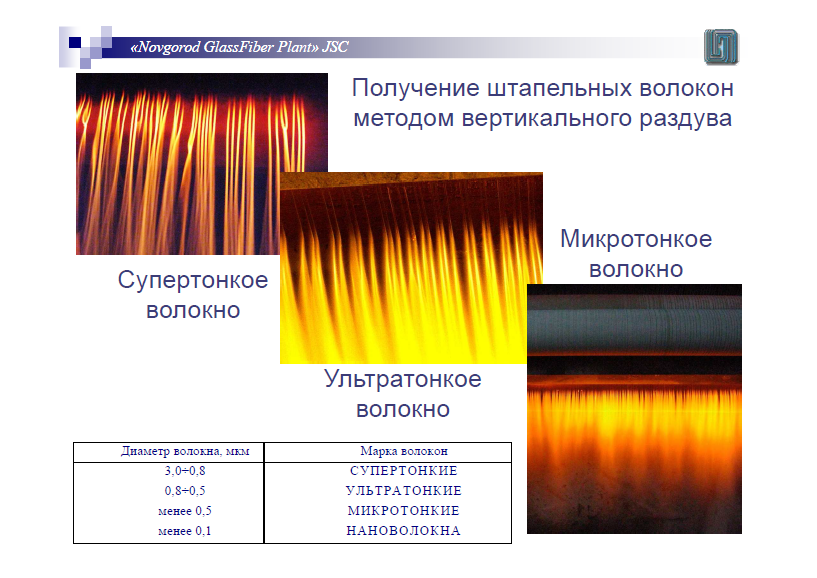 «Novgorod GlassFiber Plant» JSC
Получение штапельных волокон
методом вертикального раздува
Супертонкое
волокно
Ультратонкое
волокно
Микротонкое
волокно
Диаметр волокна, мкм Марка волокон
3,0÷0,8 СУПЕРТОНКИЕ
0,8÷0,5 УЛЬТРАТОНКИЕ
менее 0,5 МИКРОТОНКИЕ
менее 0,1 НАНОВОЛОКНА